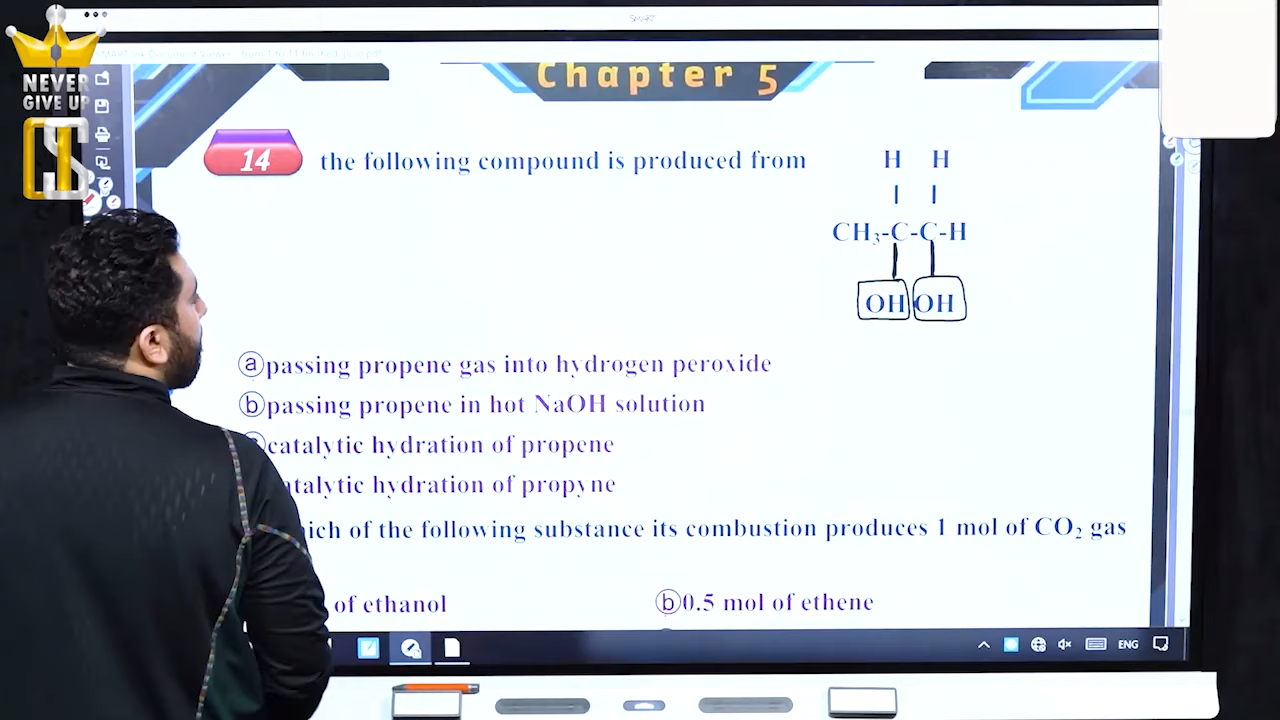 SMART
Chapter 5
NEVER
GIVE UP
CS
14 the following compound is produced from
H H
| |
CH₃-C-C-H
OH OH
ⓐ passing propene gas into hydrogen peroxide
ⓑ passing propene in hot NaOH solution
catalytic hydration of propene
atalytic hydration of propyne
ich of the following substance its combustion produces 1 mol of CO₂ gas
of ethanol
ⓑ 0.5 mol of ethene
ENG